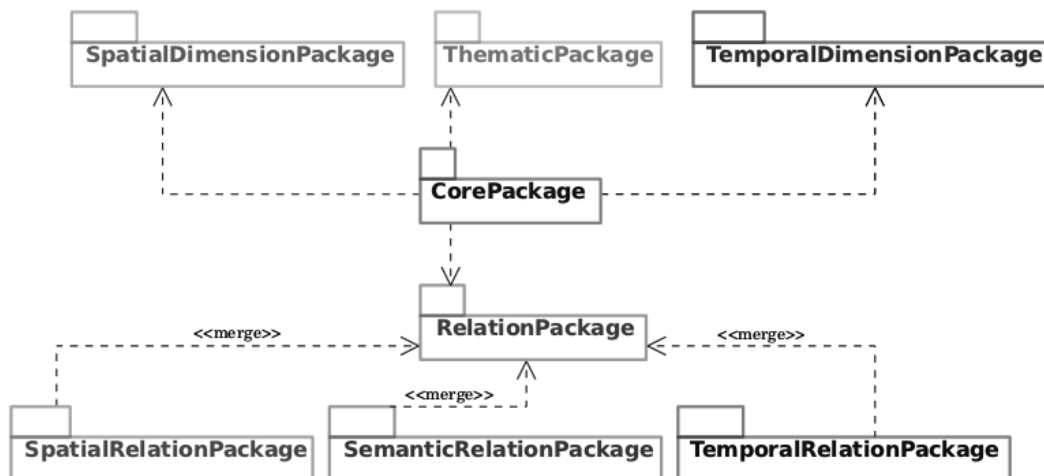 SpatialDimensionPackage
ThematicPackage
TemporalDimensionPackage
CorePackage
RelationPackage
<<merge>>
<<merge>>
<<merge>>
SpatialRelationPackage
SemanticRelationPackage
TemporalRelationPackage